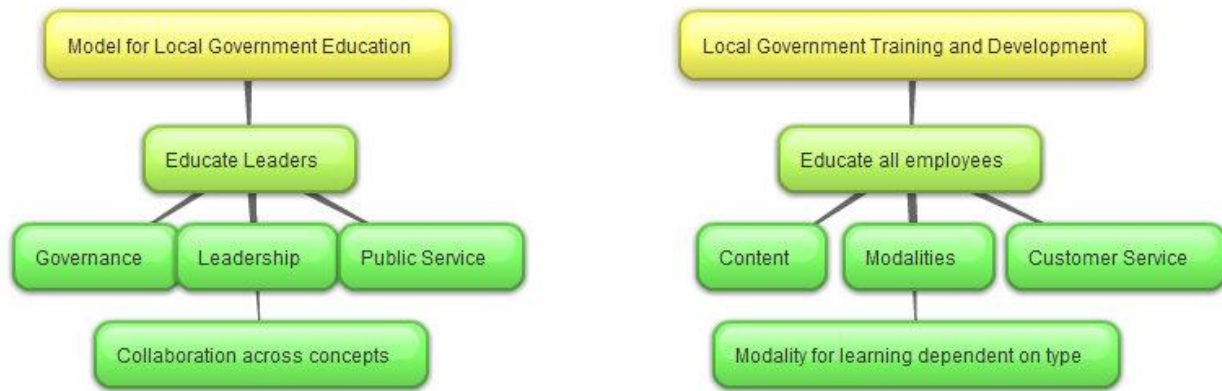 Model for Local Government Education
Educate Leaders
Governance
Leadership
Public Service
Collaboration across concepts
Local Government Training and Development
Educate all employees
Content
Modalities
Customer Service
Modality for learning dependent on type